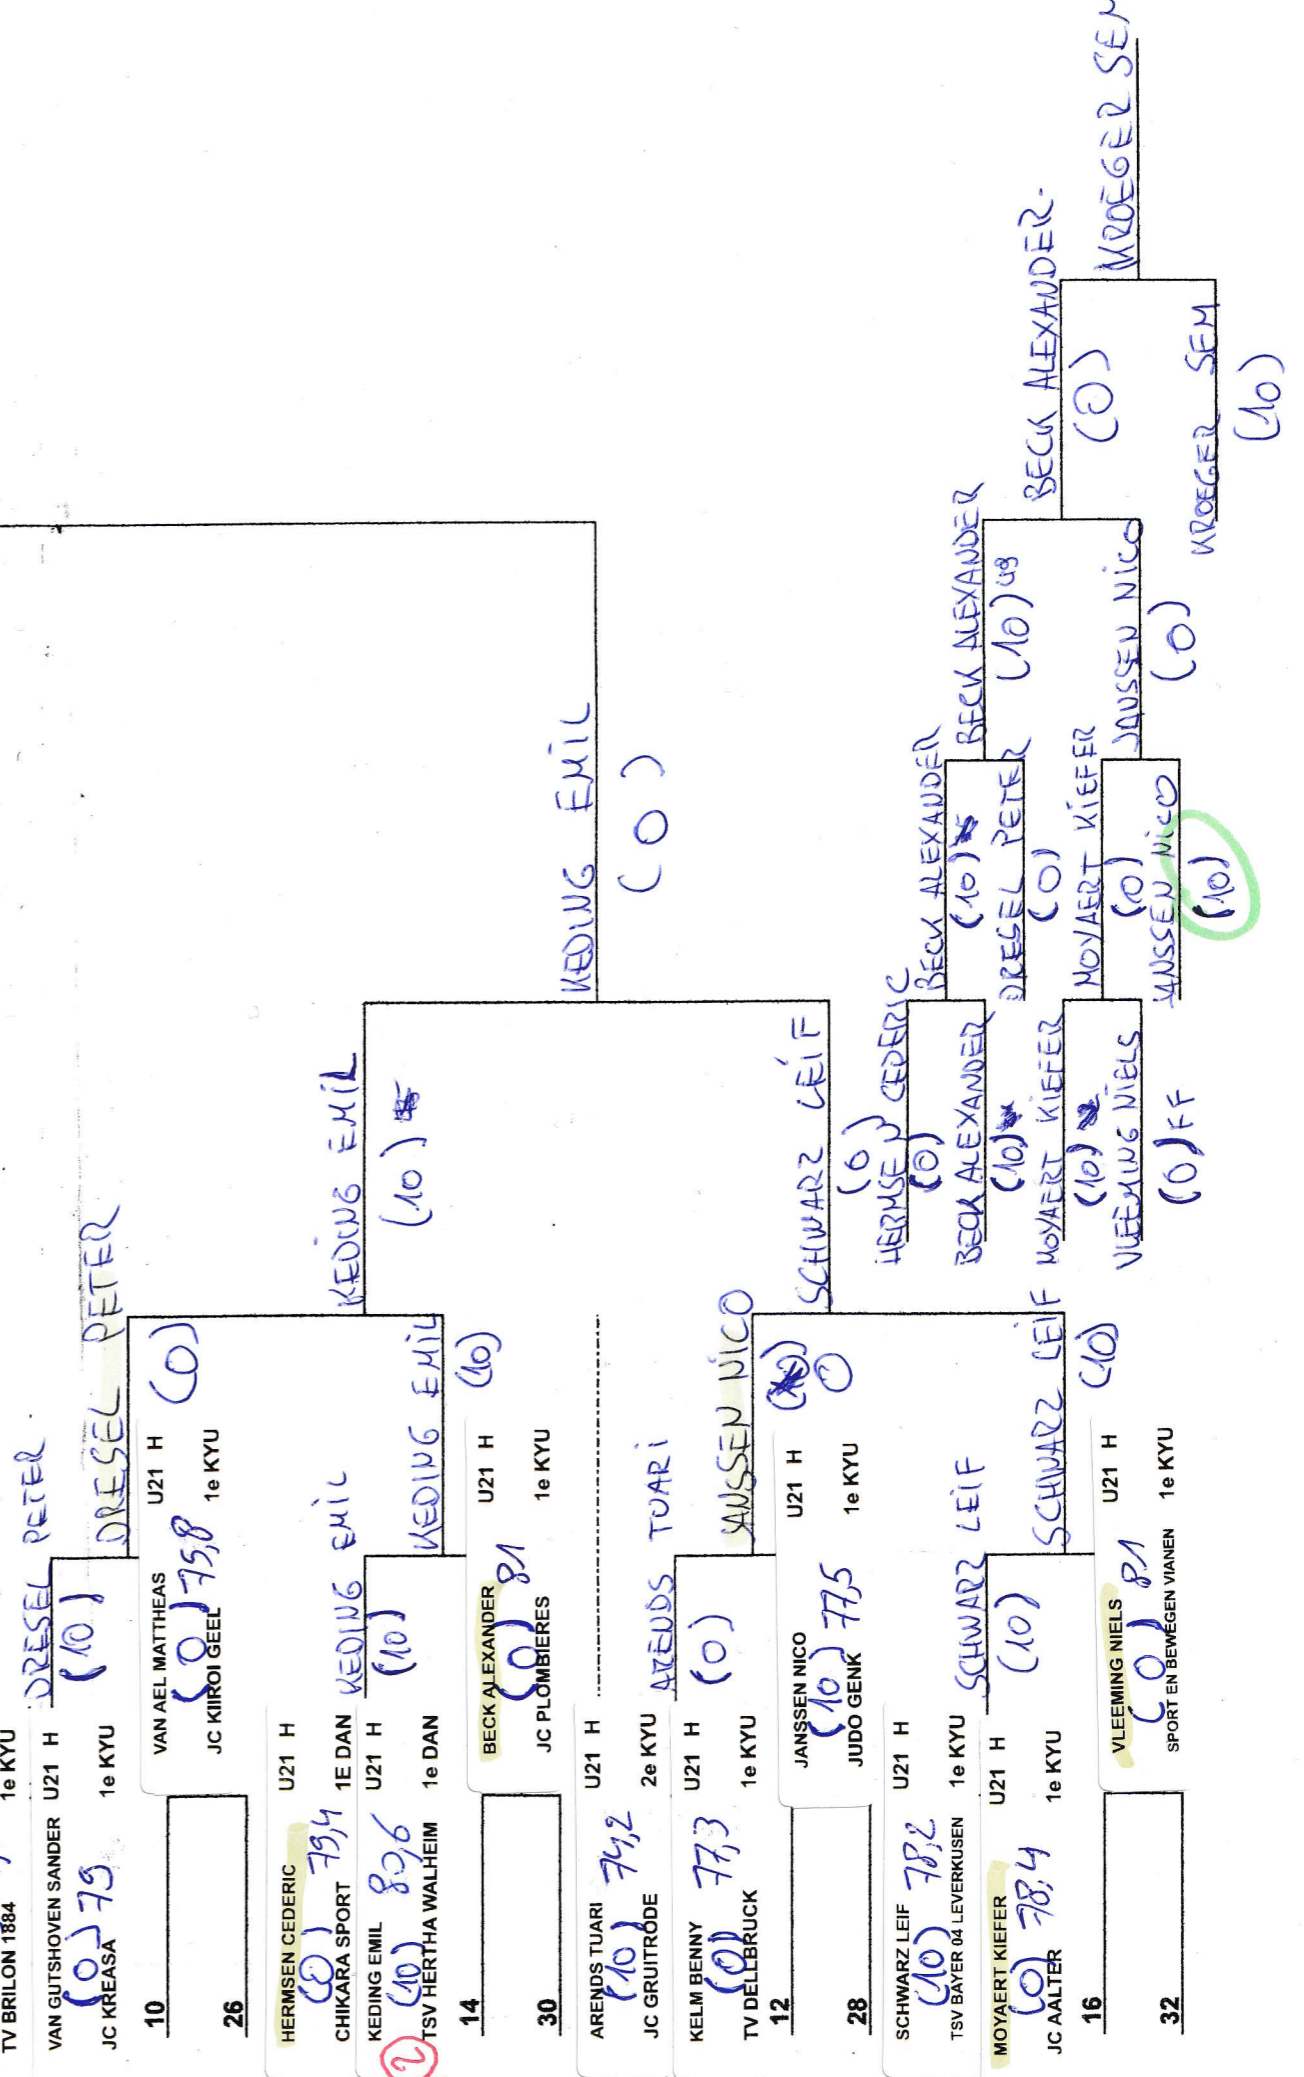 TV BRILON 1884
1e KYU
VAN GUTSHOVEN SANDER U21 H
(0) 79
JC KREASA 1e KYU
DRESEL PETER
DRESEL PETER
(10)
DRESEL PETER
(0)
VAN AEL MATTHEAS U21 H
(0) 75,8
JC KIIROI GEEL 1e KYU
10
26
HERMSEN CEDERIC U21 H
(0) 79,4
CHIKARA SPORT 1E DAN
KEDING EMIL U21 H
(10) 80,6
TSV HERTHA WALHEIM 1e DAN
2
KEDING EMIL
(10)
KEDING EMIL
(10)
BECK ALEXANDER U21 H
(0) 81
JC PLOMBIERES 1e KYU
14
30
KEDING EMIL
(10)
KEDING EMIL
(0)
ARENDS TUARI U21 H
(10) 74,2
JC GRUITRODE 2e KYU
KELM BENNY U21 H
(0) 77,3
TV DELLBRUCK 1e KYU
ARENDS TUARI
(0)
JANSSEN NICO
0
JANSSEN NICO U21 H
(10) 77,5
JUDO GENK 1e KYU
12
28
SCHWARZ LEIF U21 H
(10) 78,2
TSV BAYER 04 LEVERKUSEN 1e KYU
MOYAERT KIEFER U21 H
(0) 78,4
JC AALTER 1e KYU
SCHWARZ LEIF
(10)
SCHWARZ LEIF
(10)
VLEEMING NIELS U21 H
(0) 81
SPORT EN BEWEGEN VIANEN 1e KYU
16
32
SCHWARZ LEIF
(0)
HERMSEN CEDERIC
(0)
BECK ALEXANDER
(10)
MOYAERT KIEFER
(10)
VLEEMING NIELS
(0) FF
BECK ALEXANDER
(10)
DRESEL PETER
(0)
MOYAERT KIEFER
(0)
JANSSEN NICO
(10)
BECK ALEXANDER
(10) 49
JANSSEN NICO
(0)
BECK ALEXANDER
(0)
KROEGER SEM
(10)
KROEGER SEM